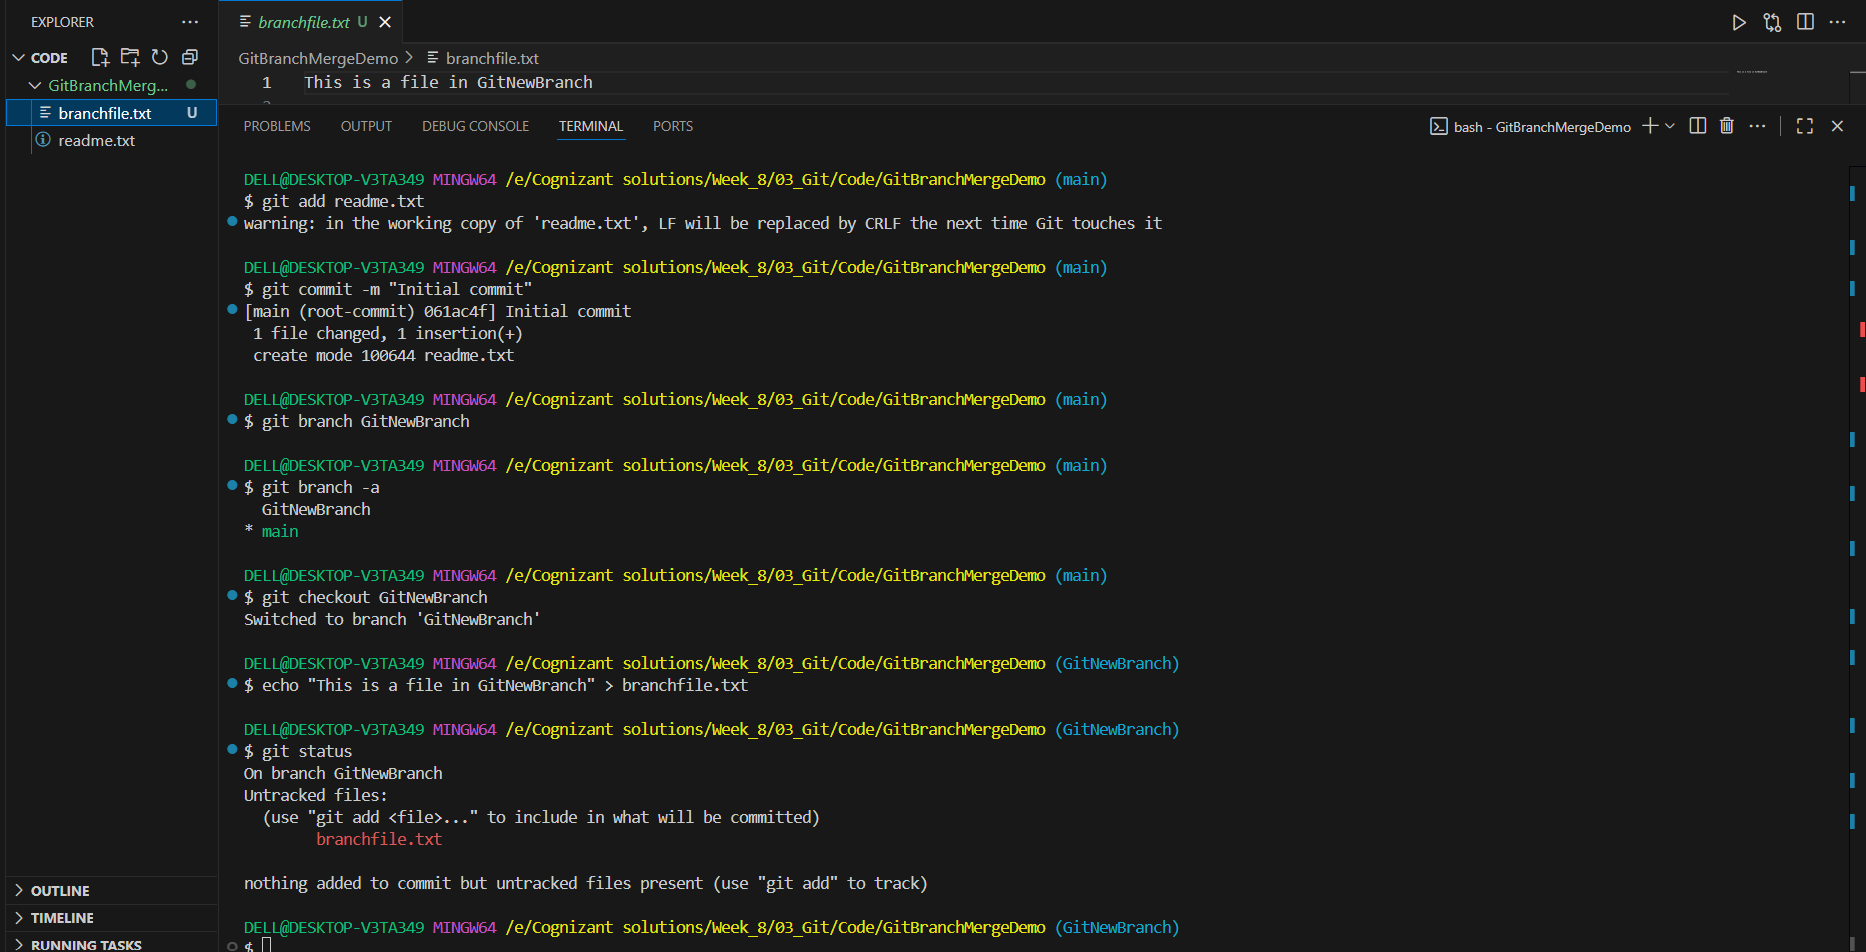 EXPLORER
branchfile.txt U
CODE
GitBranchMerg...
branchfile.txt U
readme.txt
OUTLINE
TIMELINE
RUNNING TASKS
GitBranchMergeDemo > branchfile.txt
1 This is a file in GitNewBranch
PROBLEMS OUTPUT DEBUG CONSOLE TERMINAL PORTS
bash - GitBranchMergeDemo
DELL@DESKTOP-V3TA349 MINGW64 /e/Cognizant solutions/Week_8/03_Git/Code/GitBranchMergeDemo (main)
$ git add readme.txt
warning: in the working copy of 'readme.txt', LF will be replaced by CRLF the next time Git touches it
DELL@DESKTOP-V3TA349 MINGW64 /e/Cognizant solutions/Week_8/03_Git/Code/GitBranchMergeDemo (main)
$ git commit -m "Initial commit"
[main (root-commit) 061ac4f] Initial commit
1 file changed, 1 insertion(+)
create mode 100644 readme.txt
DELL@DESKTOP-V3TA349 MINGW64 /e/Cognizant solutions/Week_8/03_Git/Code/GitBranchMergeDemo (main)
$ git branch GitNewBranch
DELL@DESKTOP-V3TA349 MINGW64 /e/Cognizant solutions/Week_8/03_Git/Code/GitBranchMergeDemo (main)
$ git branch -a
GitNewBranch
* main
DELL@DESKTOP-V3TA349 MINGW64 /e/Cognizant solutions/Week_8/03_Git/Code/GitBranchMergeDemo (main)
$ git checkout GitNewBranch
Switched to branch 'GitNewBranch'
DELL@DESKTOP-V3TA349 MINGW64 /e/Cognizant solutions/Week_8/03_Git/Code/GitBranchMergeDemo (GitNewBranch)
$ echo "This is a file in GitNewBranch" > branchfile.txt
DELL@DESKTOP-V3TA349 MINGW64 /e/Cognizant solutions/Week_8/03_Git/Code/GitBranchMergeDemo (GitNewBranch)
$ git status
On branch GitNewBranch
Untracked files:
(use "git add <file>..." to include in what will be committed)
branchfile.txt
nothing added to commit but untracked files present (use "git add" to track)
DELL@DESKTOP-V3TA349 MINGW64 /e/Cognizant solutions/Week_8/03_Git/Code/GitBranchMergeDemo (GitNewBranch)
$